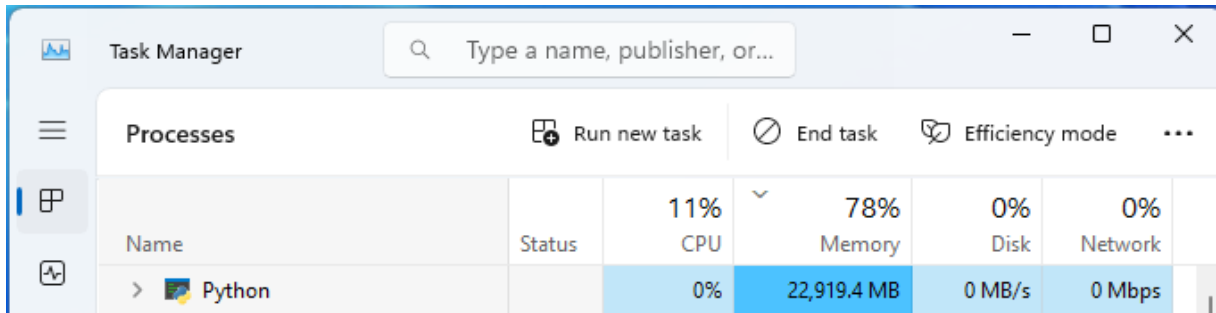 Task Manager Type a name, publisher, or...
Processes Run new task End task Efficiency mode ...
11% 78% 0% 0%
Name Status CPU Memory Disk Network
Python 0% 22,919.4 MB 0 MB/s 0 Mbps